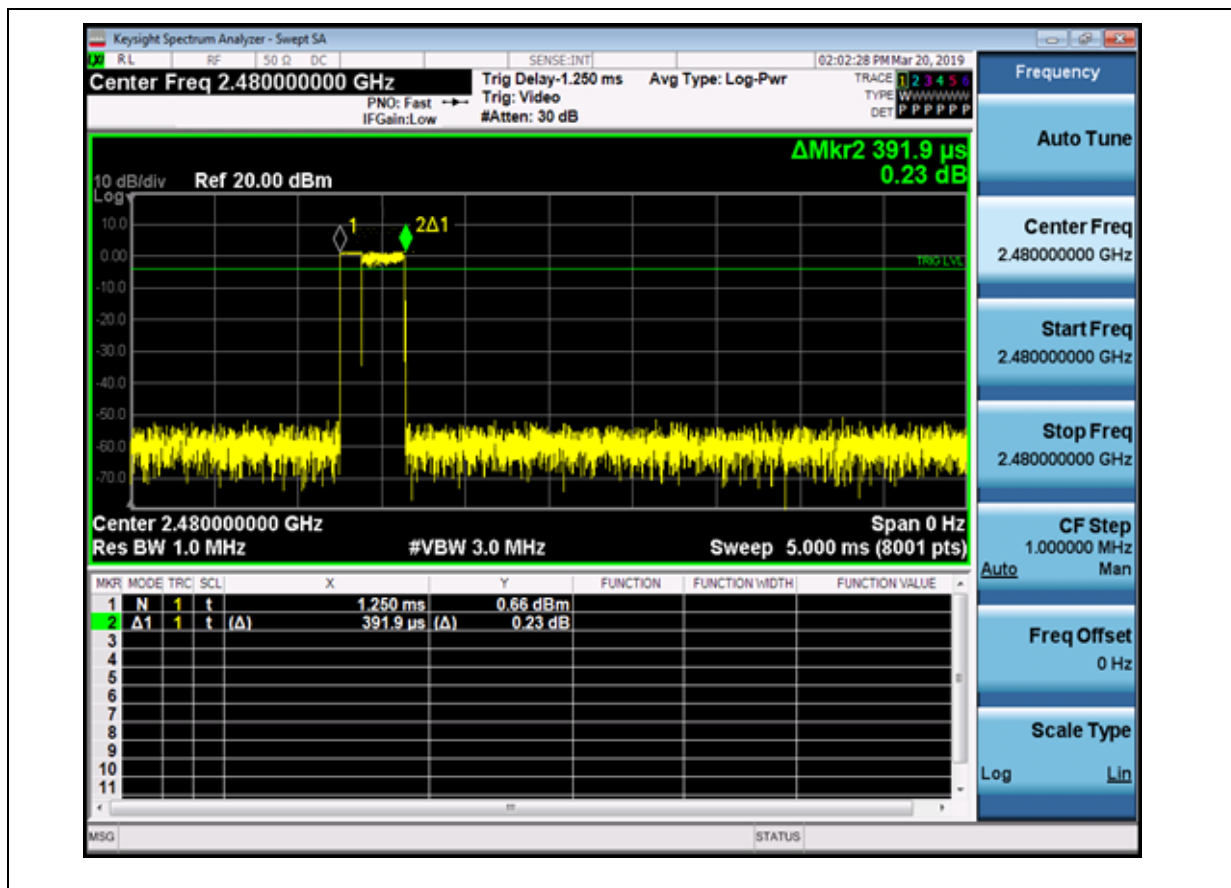 Keysight Spectrum Analyzer - Swept SA
LXI RL RF 50 Ω DC SENSE:INT 02:02:28 PM Mar 20, 2019
Center Freq 2.480000000 GHz Trig Delay-1.250 ms Avg Type: Log-Pwr TRACE 1 2 3 4 5 6
PNO: Fast Trig: Video TYPE WWWWWW
IFGain:Low #Atten: 30 dB DET P P P P P P
ΔMkr2 391.9 µs
0.23 dB
10 dB/div Ref 20.00 dBm
Log
1 2Δ1
10.0
0.00
TRIG LVL
-10.0
-20.0
-30.0
-40.0
-50.0
-60.0
-70.0
Center 2.480000000 GHz Span 0 Hz
Res BW 1.0 MHz #VBW 3.0 MHz Sweep 5.000 ms (8001 pts)
MKR MODE TRC SCL X Y FUNCTION FUNCTION WIDTH FUNCTION VALUE
1 N 1 t 1.250 ms 0.66 dBm
2 Δ1 1 t (Δ) 391.9 µs (Δ) 0.23 dB
3
4
5
6
7
8
9
10
11
MSG STATUS
Frequency
Auto Tune
Center Freq
2.480000000 GHz
Start Freq
2.480000000 GHz
Stop Freq
2.480000000 GHz
CF Step
1.000000 MHz
Auto Man
Freq Offset
0 Hz
Scale Type
Log Lin